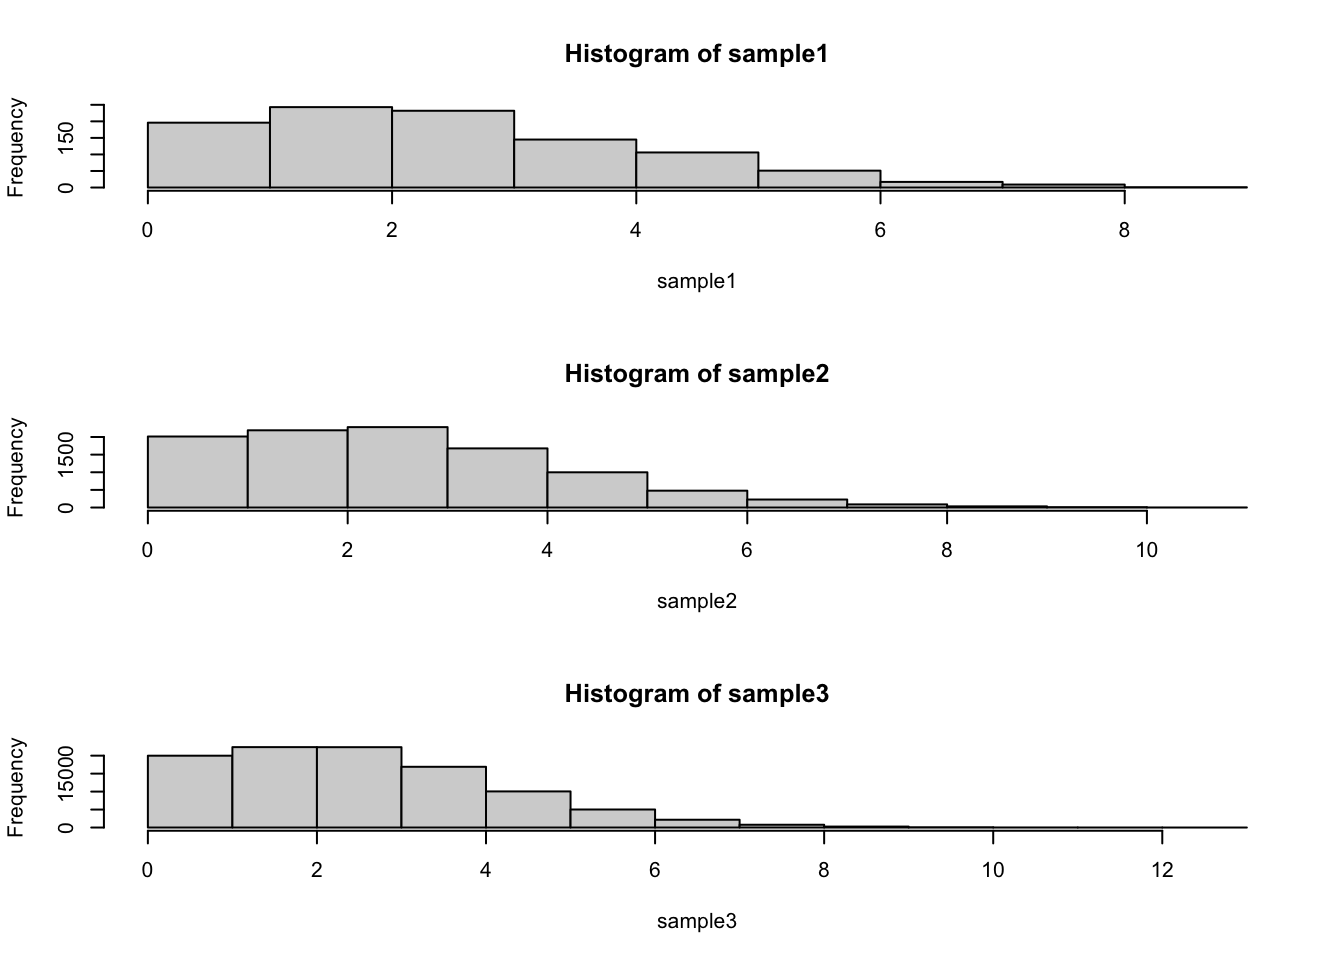 Histogram of sample1
Frequency
150
0
0 2 4 6 8
sample1
Histogram of sample2
Frequency
1500
0
0 2 4 6 8 10
sample2
Histogram of sample3
Frequency
15000
0
0 2 4 6 8 10 12
sample3